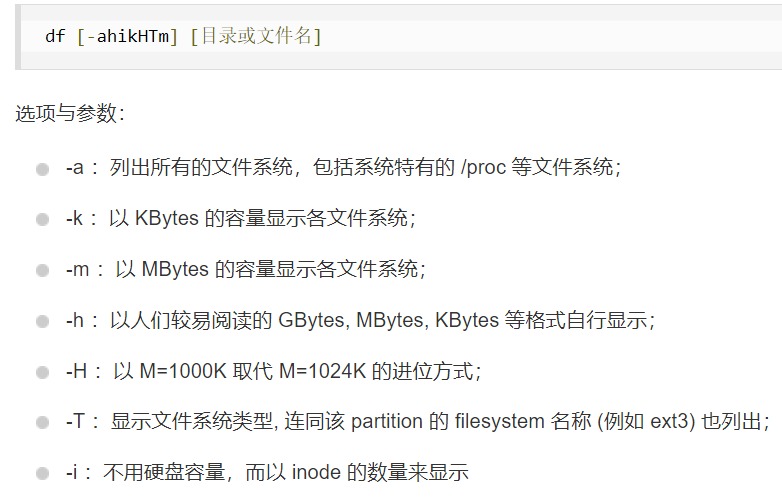 df [-ahikHTm] [目录或文件名]
选项与参数：
-a ：列出所有的文件系统，包括系统特有的 /proc 等文件系统；
-k ：以 KBytes 的容量显示各文件系统；
-m ：以 MBytes 的容量显示各文件系统；
-h ：以人们较易阅读的 GBytes, MBytes, KBytes 等格式自行显示；
-H ：以 M=1000K 取代 M=1024K 的进位方式；
-T ：显示文件系统类型, 连同该 partition 的 filesystem 名称 (例如 ext3) 也列出；
-i ：不用硬盘容量，而以 inode 的数量来显示